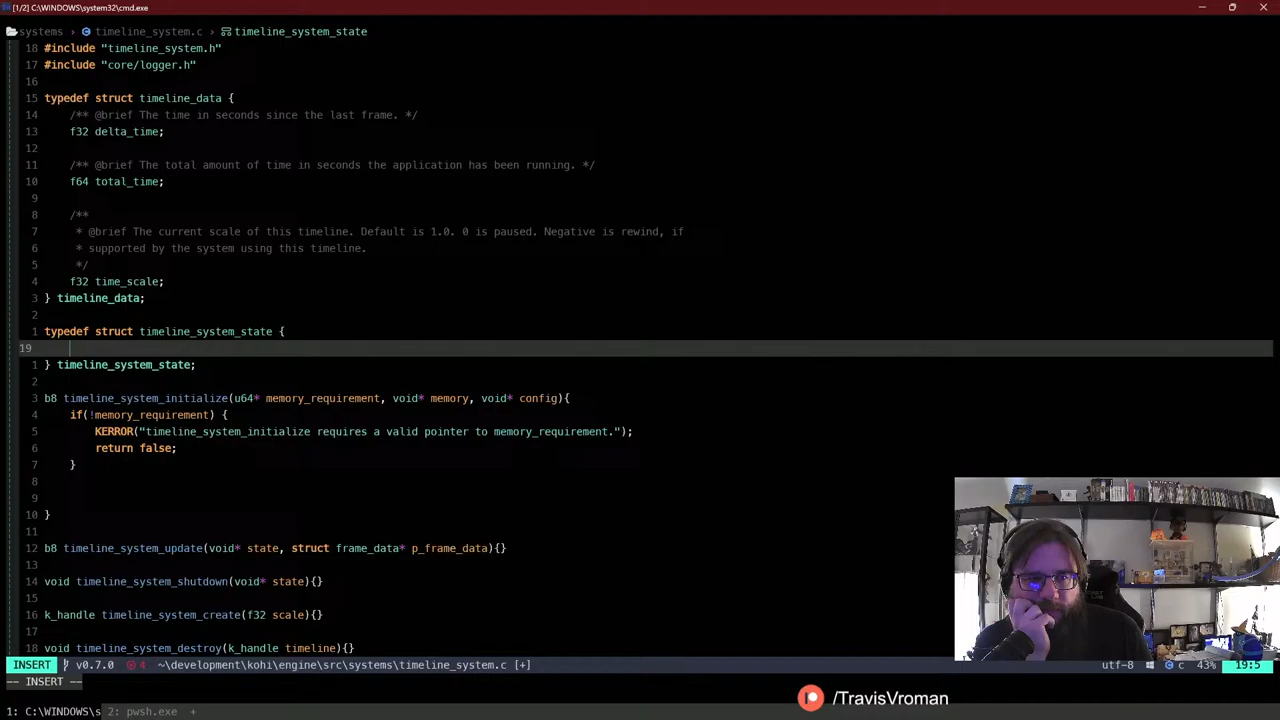 [1/2] C:\WINDOWS\system32\cmd.exe
systems › timeline_system.c › timeline_system_state
18 #include "timeline_system.h"
17 #include "core/logger.h"
16
15 typedef struct timeline_data {
14 /** @brief The time in seconds since the last frame. */
13 f32 delta_time;
12
11 /** @brief The total amount of time in seconds the application has been running. */
10 f64 total_time;
9
8 /**
7 * @brief The current scale of this timeline. Default is 1.0. 0 is paused. Negative is rewind, if
6 * supported by the system using this timeline.
5 */
4 f32 time_scale;
3 } timeline_data;
2
1 typedef struct timeline_system_state {
19
1 } timeline_system_state;
2
3 b8 timeline_system_initialize(u64* memory_requirement, void* memory, void* config){
4 if(!memory_requirement) {
5 KERROR("timeline_system_initialize requires a valid pointer to memory_requirement.");
6 return false;
7 }
8
9
10 }
11
12 b8 timeline_system_update(void* state, struct frame_data* p_frame_data){}
13
14 void timeline_system_shutdown(void* state){}
15
16 k_handle timeline_system_create(f32 scale){}
17
18 void timeline_system_destroy(k_handle timeline){}
INSERT v0.7.0 4 ~\development\kohi\engine\src\systems\timeline_system.c [+] utf-8 c 43% 19:5
-- INSERT --
/TravisVroman
1: C:\WINDOWS\s 2: pwsh.exe +